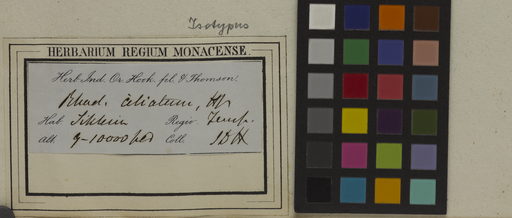 Isotypus
HERBARIUM REGIUM MONACENSE.
Herb. Ind. Or. Hook. fil. & Thomson.
Rhod. ciliatum, Hf
Hab. Sikkim Regio Temp.
Alt. 9-10000 ped Coll. J D H